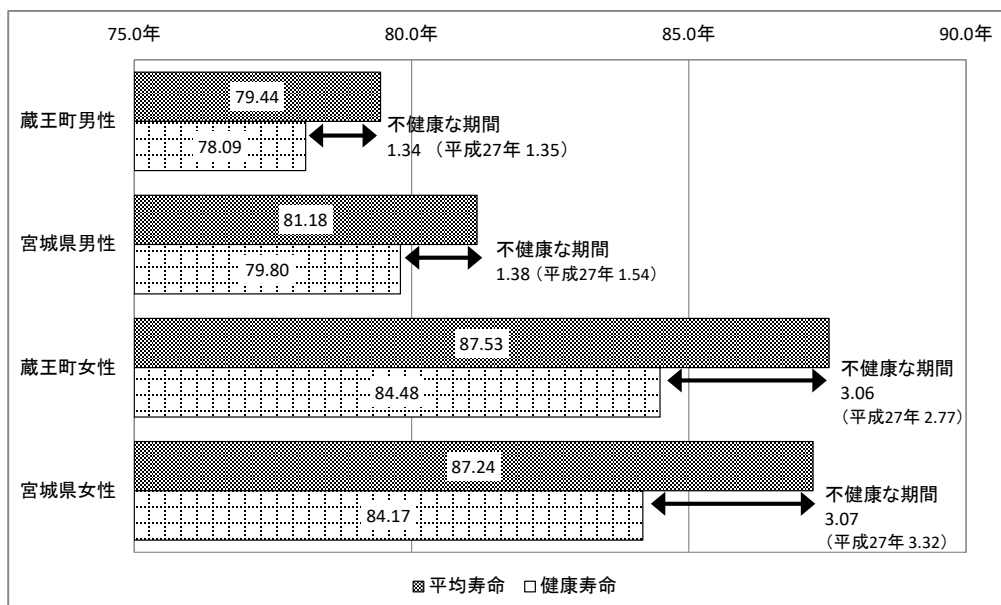 75.0年 80.0年 85.0年 90.0年
蔵王町男性
79.44
78.09
不健康な期間
1.34 （平成27年 1.35）
宮城県男性
81.18
79.80
不健康な期間
1.38（平成27年 1.54）
蔵王町女性
87.53
84.48
不健康な期間
3.06
（平成27年 2.77）
宮城県女性
87.24
84.17
不健康な期間
3.07
（平成27年 3.32）
平均寿命 健康寿命